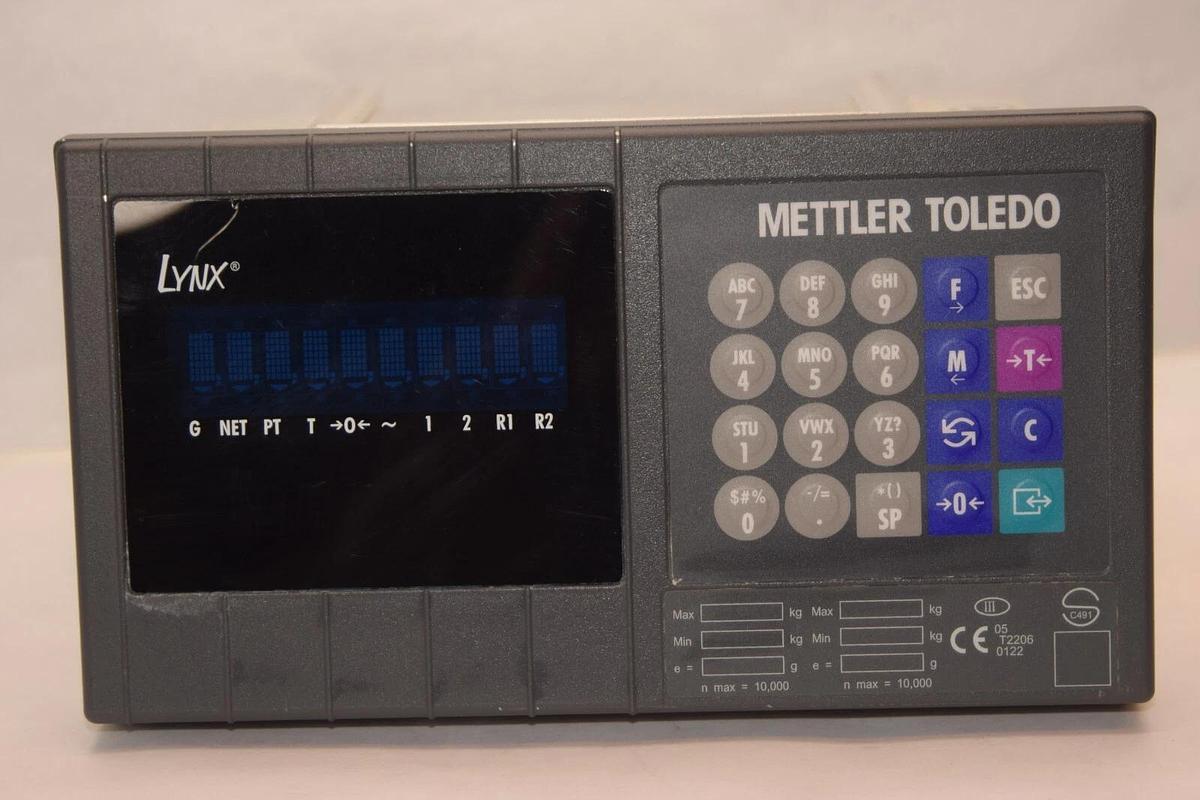 LYNX®
G NET PT T →0← ~ 1 2 R1 R2
METTLER TOLEDO
ABC DEF GHI
7 8 9 F → ESC
JKL MNO PQR
4 5 6 M ← →T←
STU VWX YZ?
1 2 3 C
$#% -/= *()
0 . SP →0←
Max kg Max kg
Min kg Min kg
e = g e = g
n max = 10,000 n max = 10,000
III
CE 05
T2206
0122
S
C491